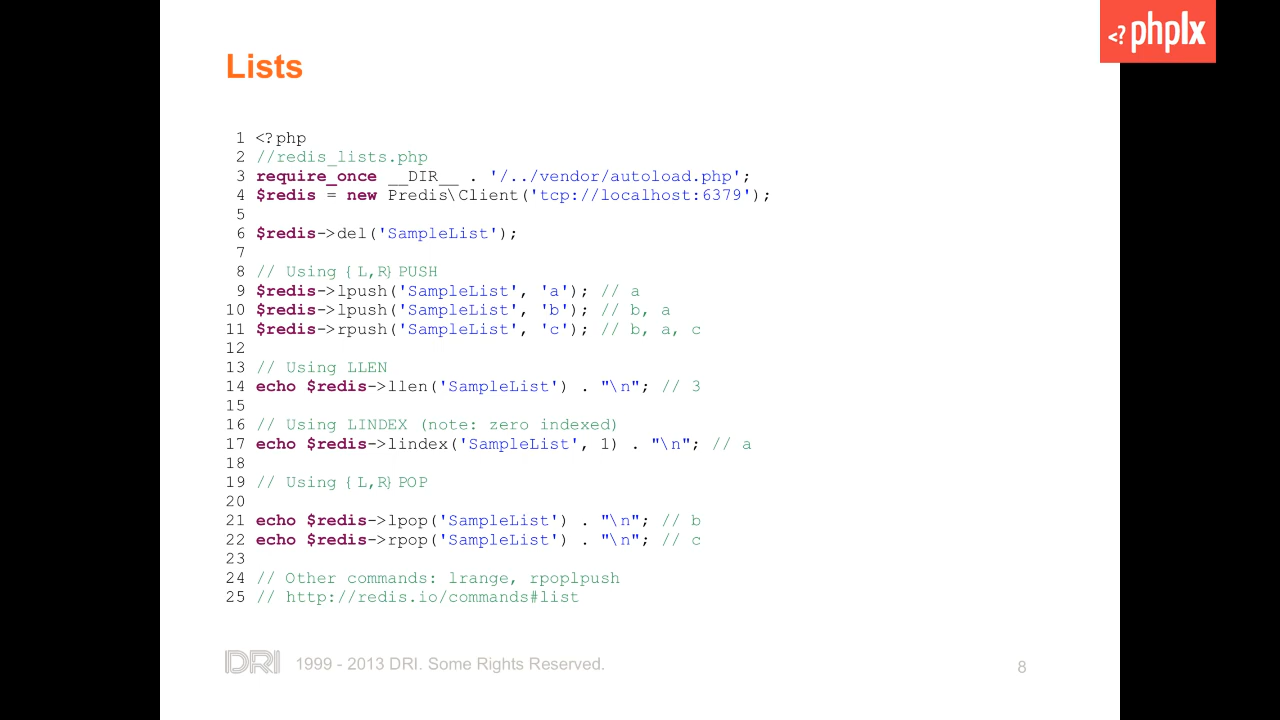 <? phplx
Lists
1 <?php
2 //redis_lists.php
3 require_once __DIR__ . '/../vendor/autoload.php';
4 $redis = new Predis\Client('tcp://localhost:6379');
5
6 $redis->del('SampleList');
7
8 // Using {L,R}PUSH
9 $redis->lpush('SampleList', 'a'); // a
10 $redis->lpush('SampleList', 'b'); // b, a
11 $redis->rpush('SampleList', 'c'); // b, a, c
12
13 // Using LLEN
14 echo $redis->llen('SampleList') . "\n"; // 3
15
16 // Using LINDEX (note: zero indexed)
17 echo $redis->lindex('SampleList', 1) . "\n"; // a
18
19 // Using {L,R}POP
20
21 echo $redis->lpop('SampleList') . "\n"; // b
22 echo $redis->rpop('SampleList') . "\n"; // c
23
24 // Other commands: lrange, rpoplpush
25 // http://redis.io/commands#list
DRI 1999 - 2013 DRI. Some Rights Reserved. 8